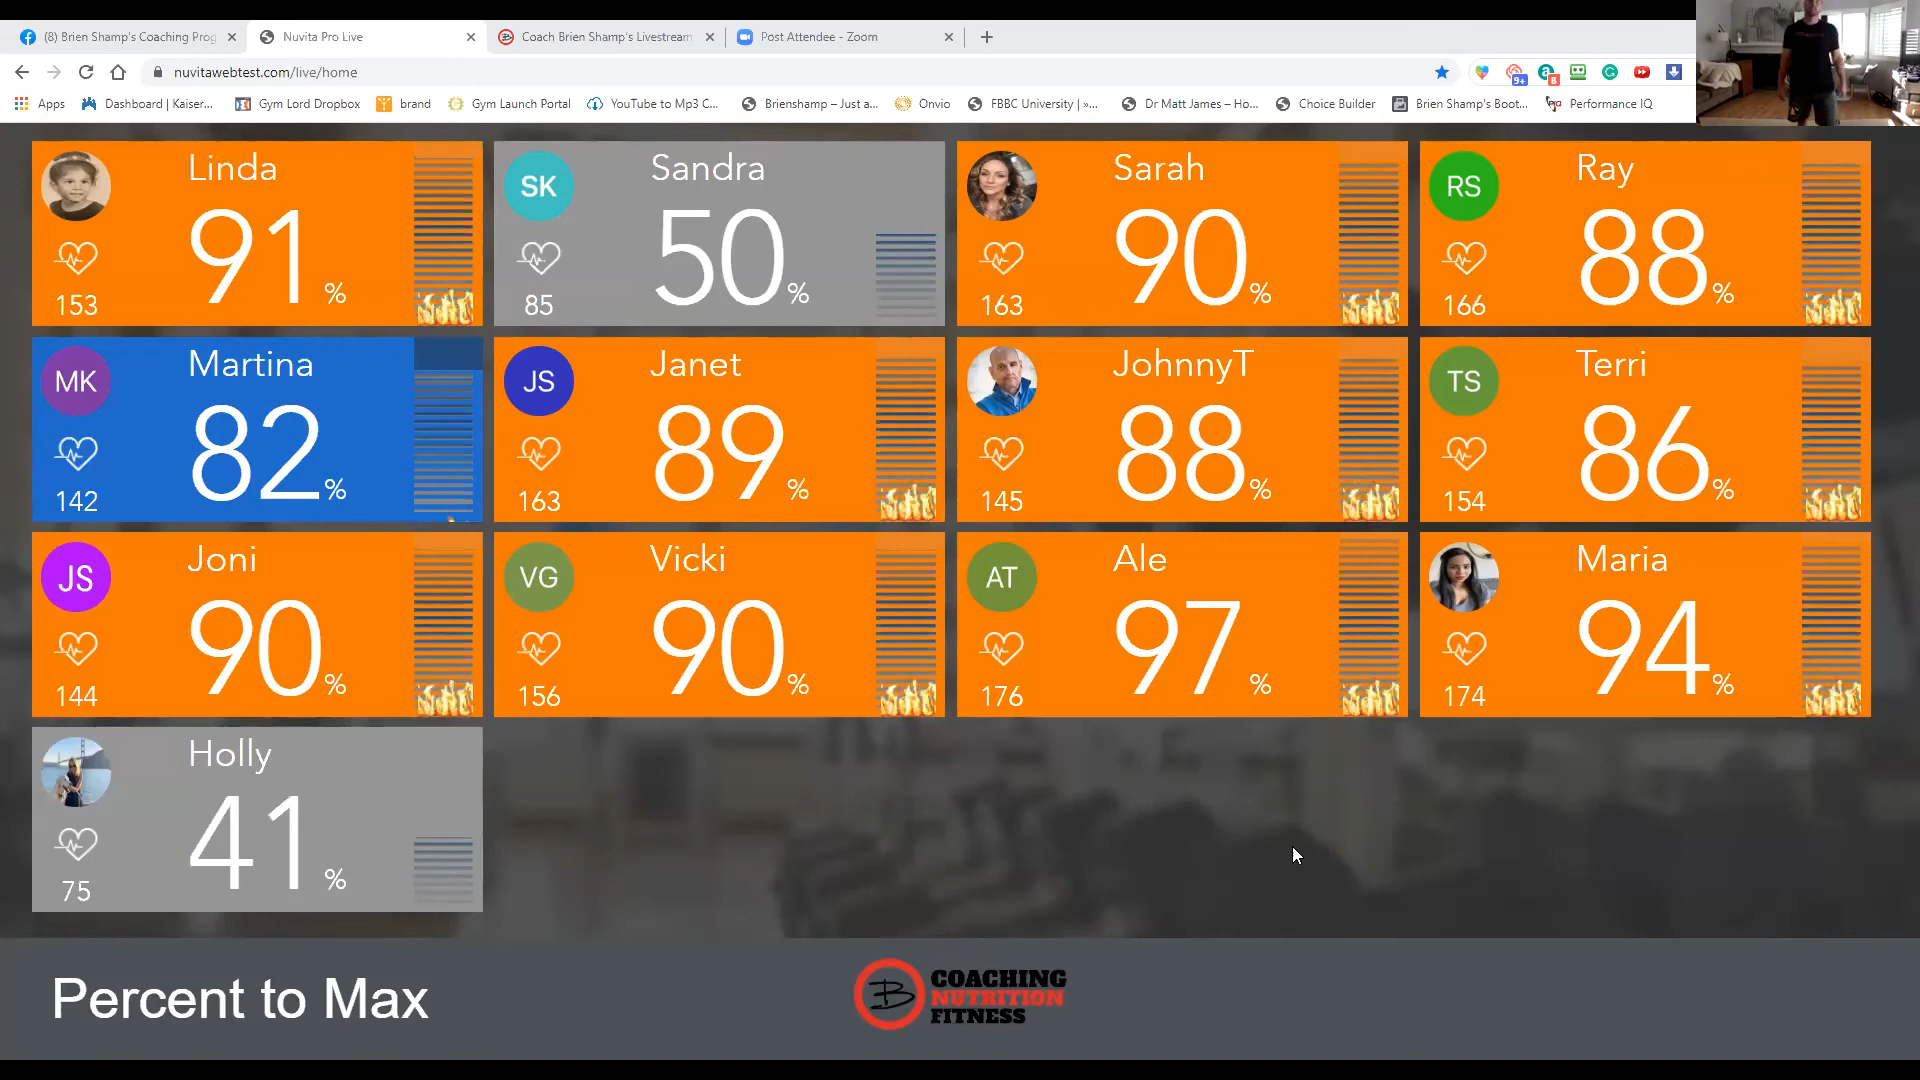 (8) Brien Shamp's Coaching Prog
Nuvita Pro Live
Coach Brien Shamp's Livestream
Post Attendee - Zoom
nuvitawebtest.com/live/home
9+
8
Apps
Dashboard | Kaiser...
Gym Lord Dropbox
brand
Gym Launch Portal
YouTube to Mp3 C...
Brienshamp – Just a...
Onvio
FBBC University | »...
Dr Matt James – Ho...
Choice Builder
Brien Shamp's Boot...
Performance IQ
Linda
91 %
153
SK
Sandra
50 %
85
Sarah
90 %
163
RS
Ray
88 %
166
MK
Martina
82 %
142
JS
Janet
89 %
163
JohnnyT
88 %
145
TS
Terri
86 %
154
JS
Joni
90 %
144
VG
Vicki
90 %
156
AT
Ale
97 %
176
Maria
94 %
174
Holly
41 %
75
Percent to Max
B
COACHING
NUTRITION
FITNESS